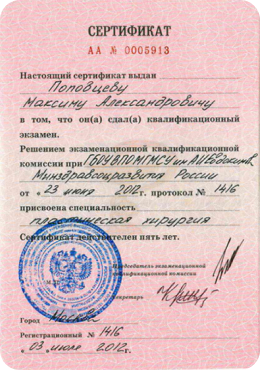 СЕРТИФИКАТ
АА № 0005913
Настоящий сертификат выдан
Поповцеву
Максиму Александровичу
в том, что он(а) сдал(а) квалификационный
экзамен.
Решением экзаменационной квалификационной
комиссии при ГБОУ ВПО МГМСУ им А.И.Евдокимова
Минздравсоцразвития России
от « 23 июня 2012 г. протокол № 1416
присвоена специальность
пластическая хирургия
Сертификат действителен пять лет.
Председатель экзаменационной
квалификационной комиссии
Секретарь
Город Москва
Регистрационный № 1416
« 03 июля 2012 г.